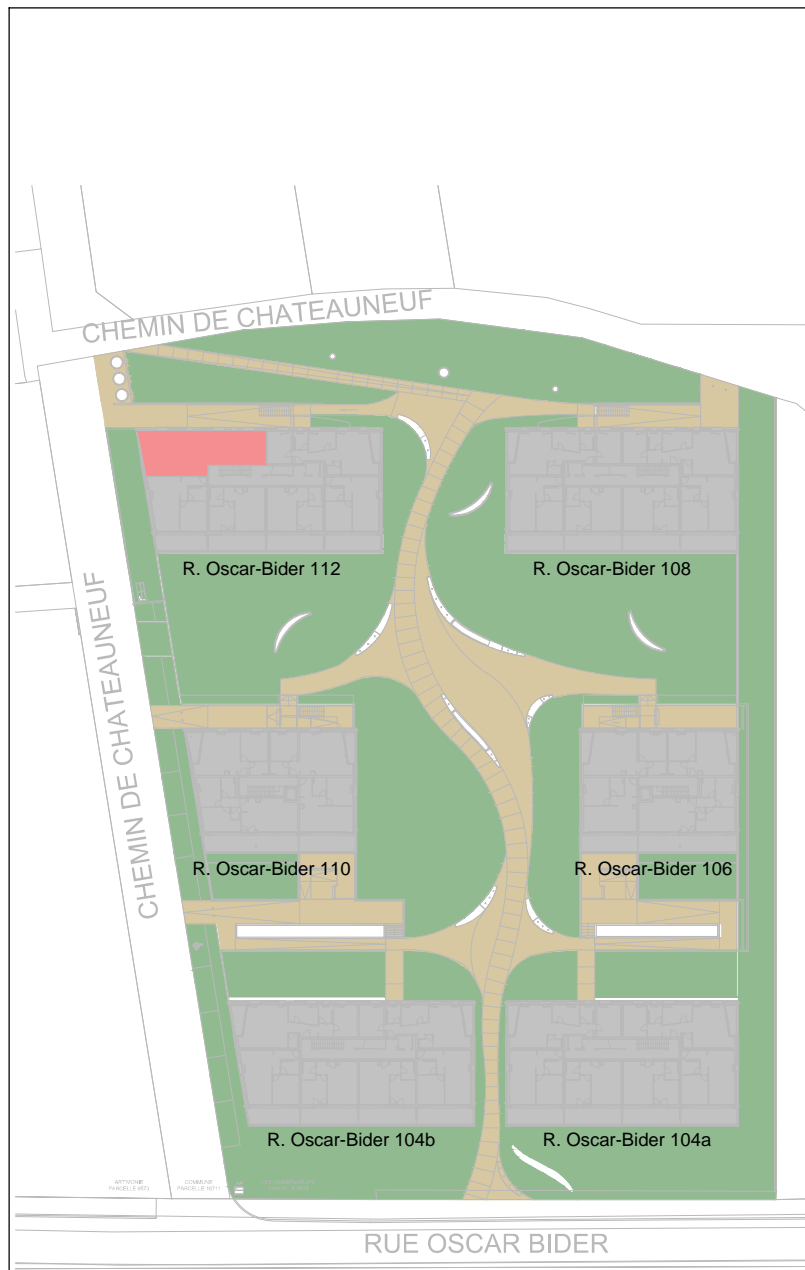 CHEMIN DE CHATEAUNEUF
R. Oscar-Bider 112
R. Oscar-Bider 108
CHEMIN DE CHATEAUNEUF
R. Oscar-Bider 110
R. Oscar-Bider 106
R. Oscar-Bider 104b
R. Oscar-Bider 104a
COMMUNE
RUE OSCAR BIDER